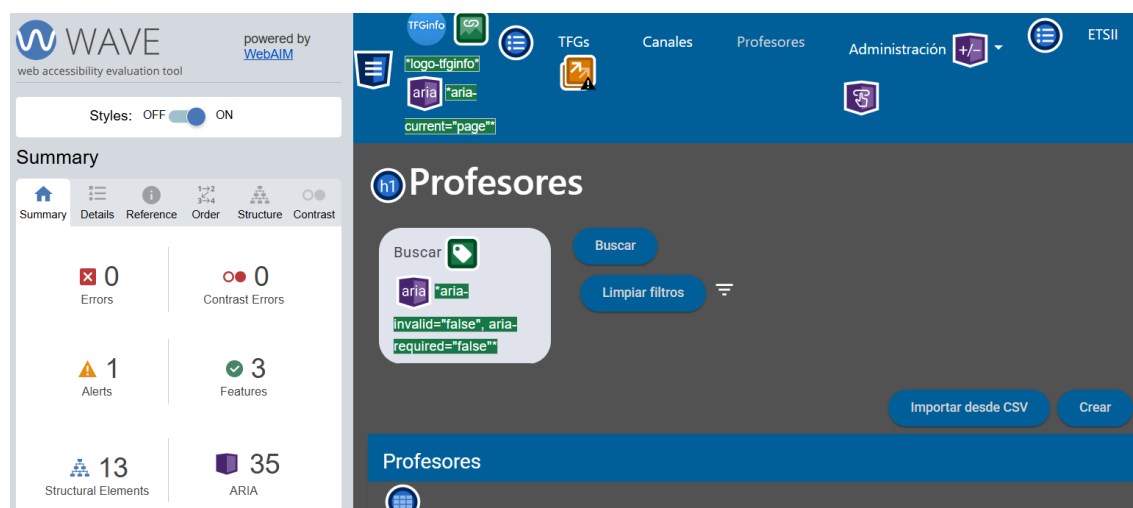 WAVE
powered by
WebAIM
web accessibility evaluation tool
Styles: OFF ON
Summary
Summary Details Reference Order Structure Contrast
0
Errors
0
Contrast Errors
1
Alerts
3
Features
13
Structural Elements
35
ARIA
TFGinfo
*logo-tfginfo*
aria *aria-
current="page"*
TFGs
Canales
Profesores
Administración +/-
ETSII
h1 Profesores
Buscar
aria *aria-
invalid="false", aria-
required="false"*
Buscar
Limpiar filtros
Importar desde CSV
Crear
Profesores